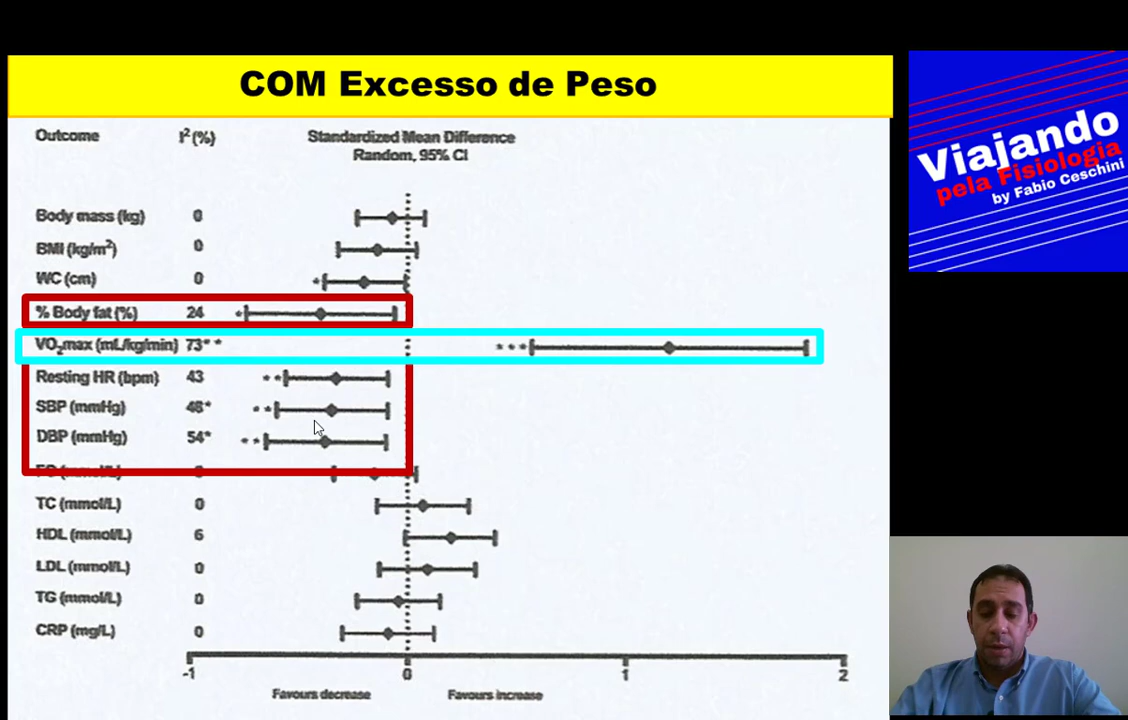 COM Excesso de Peso
Viajando
pela Fisiologia
by Fabio Ceschini
Outcome I²(%) Standardized Mean Difference
Random, 95% CI
Body mass (kg) 0
BMI (kg/m²) 0
WC (cm) 0 *
% Body fat (%) 24 *
VO₂max (mL/kg/min) 73** ***
Resting HR (bpm) 43 **
SBP (mmHg) 48* **
DBP (mmHg) 54* **
TC (mmol/L) 0
HDL (mmol/L) 6
LDL (mmol/L) 0
TG (mmol/L) 0
CRP (mg/L) 0
-1 0 1 2
Favours decrease Favours increase